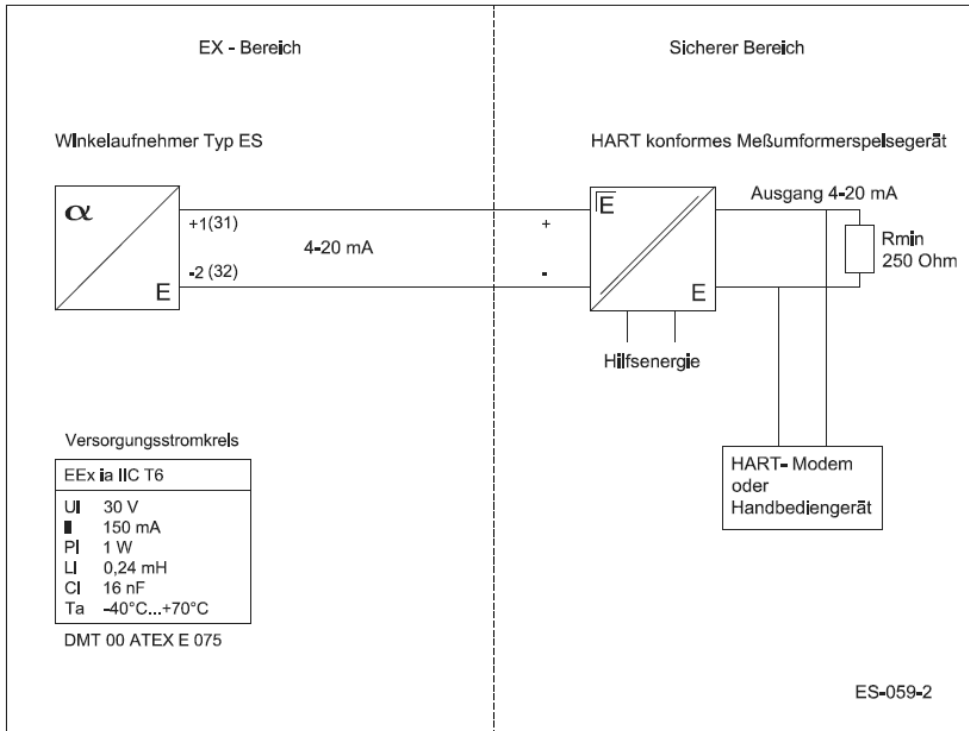 EX - Bereich
Sicherer Bereich
Winkelaufnehmer Typ ES
HART konformes Meßumformerspeisegerät
α
E
+1(31)
-2 (32)
4-20 mA
+
-
E
E
Ausgang 4-20 mA
Rmin
250 Ohm
Hilfsenergie
HART- Modem
oder
Handbediengerät
Versorgungsstromkreis
EEx ia IIC T6
UI 30 V
II 150 mA
PI 1 W
LI 0,24 mH
CI 16 nF
Ta -40°C...+70°C
DMT 00 ATEX E 075
ES-059-2